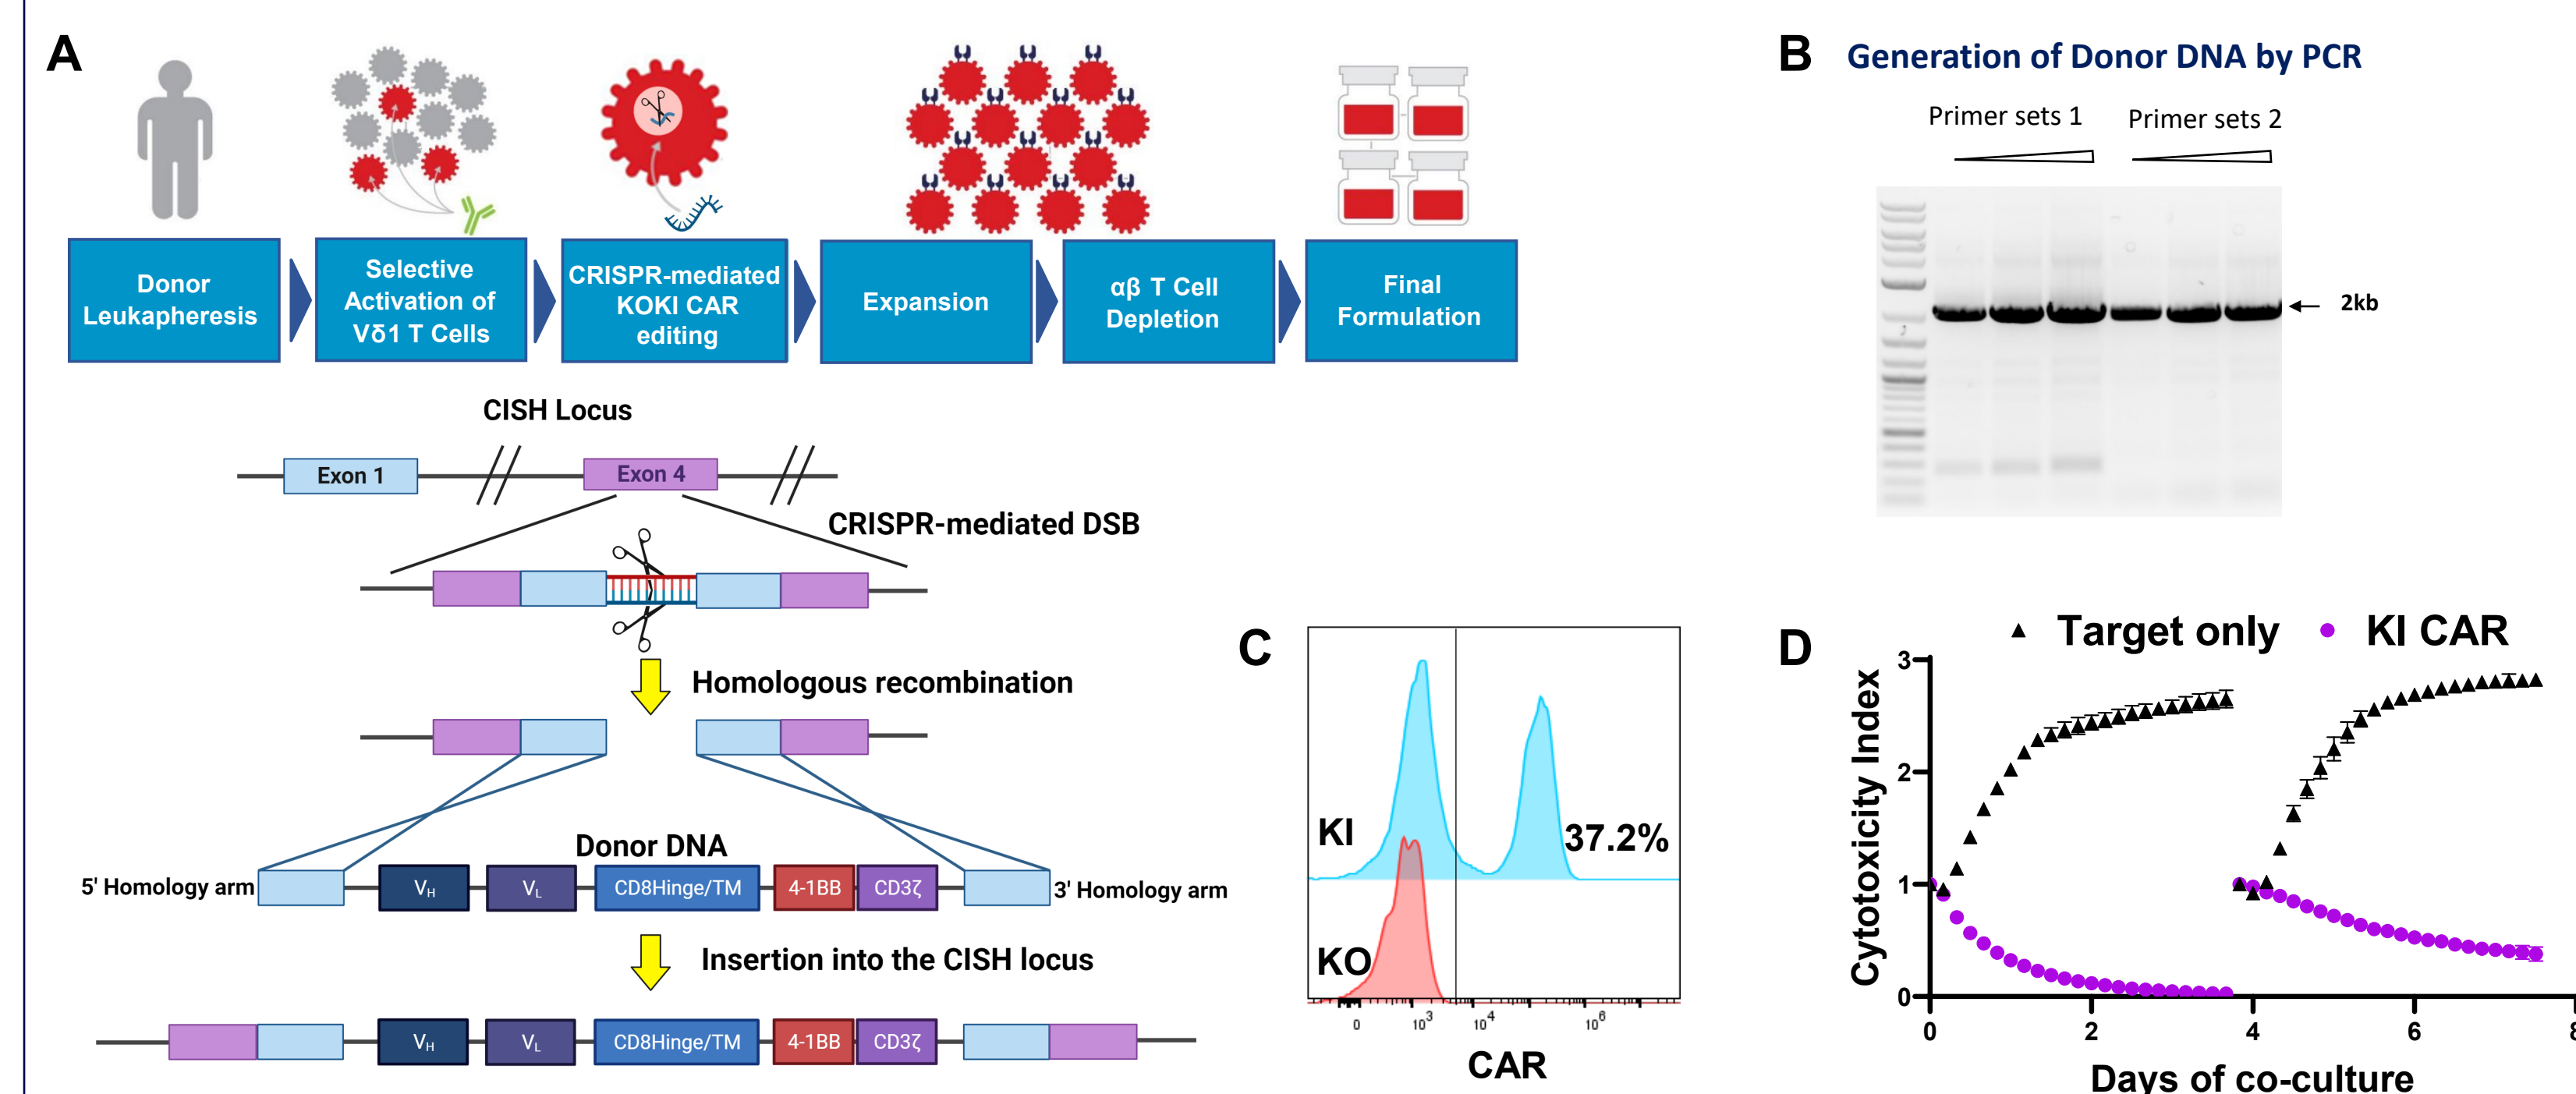 A
Donor
Leukapheresis
Selective
Activation of
Vδ1 T Cells
CRISPR-mediated
KOKI CAR
editing
Expansion
αβ T Cell
Depletion
Final
Formulation
CISH Locus
Exon 1
Exon 4
CRISPR-mediated DSB
Homologous recombination
Donor DNA
5' Homology arm
VH
VL
CD8Hinge/TM
4-1BB
CD3ζ
3' Homology arm
Insertion into the CISH locus
VH
VL
CD8Hinge/TM
4-1BB
CD3ζ
B
Generation of Donor DNA by PCR
Primer sets 1
Primer sets 2
2kb
C
KI
37.2%
KO
0 10³ 10⁴ 10⁶
CAR
D
Target only
KI CAR
Cytotoxicity Index
3
2
1
0
0 2 4 6 8
Days of co-culture